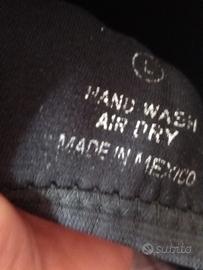 L
HAND WASH
AIR DRY
MADE IN MEXICO
subito